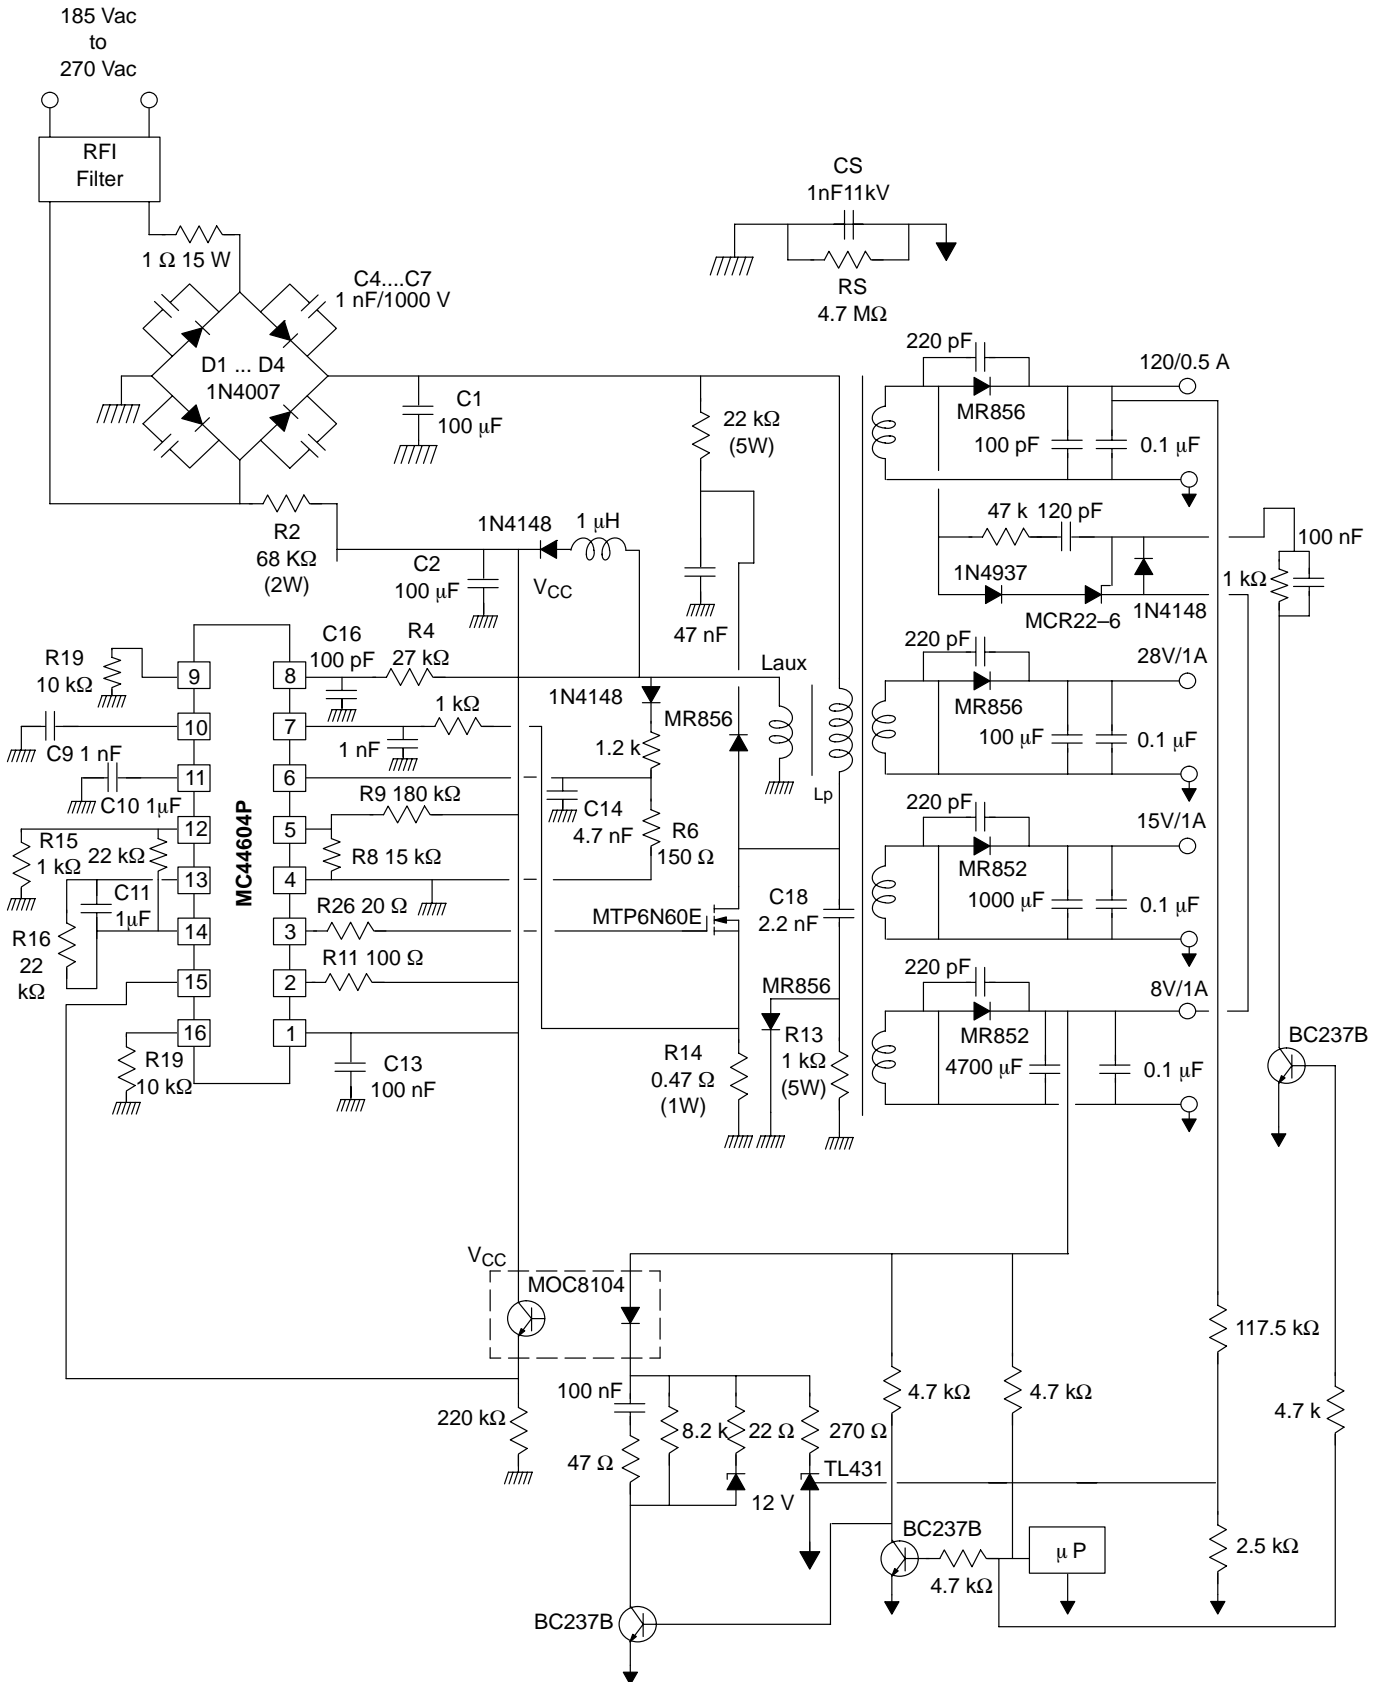 185 Vac
to
270 Vac
RFI
Filter
1 Ω 15 W
C4....C7
1 nF/1000 V
D1 ... D4
1N4007
C1
100 μF
CS
1nF11kV
RS
4.7 MΩ
220 pF
120/0.5 A
MR856
100 pF
0.1 μF
22 kΩ
(5W)
47 nF
R2
68 KΩ
(2W)
1N4148
1 μH
C2
100 μF
VCC
47 k
120 pF
100 nF
1N4937
1 kΩ
MCR22–6
1N4148
R19
10 kΩ
C9 1 nF
C10 1μF
R15
1 kΩ
22 kΩ
C11
1μF
R16
22
kΩ
R19
10 kΩ
MC44604P
9
10
11
12
13
14
15
16
8
7
6
5
4
3
2
1
C16
100 pF
R4
27 kΩ
1 kΩ
1 nF
R9 180 kΩ
R8 15 kΩ
R26 20 Ω
R11 100 Ω
C13
100 nF
1N4148
MR856
1.2 k
C14
4.7 nF
R6
150 Ω
Laux
Lp
MTP6N60E
C18
2.2 nF
MR856
R14
0.47 Ω
(1W)
R13
1 kΩ
(5W)
220 pF
28V/1A
MR856
100 μF
0.1 μF
220 pF
15V/1A
MR852
1000 μF
0.1 μF
220 pF
8V/1A
MR852
4700 μF
0.1 μF
BC237B
VCC
MOC8104
220 kΩ
100 nF
47 Ω
8.2 k
22 Ω
270 Ω
12 V
TL431
4.7 kΩ
4.7 kΩ
117.5 kΩ
4.7 k
BC237B
4.7 kΩ
μ P
2.5 kΩ
BC237B